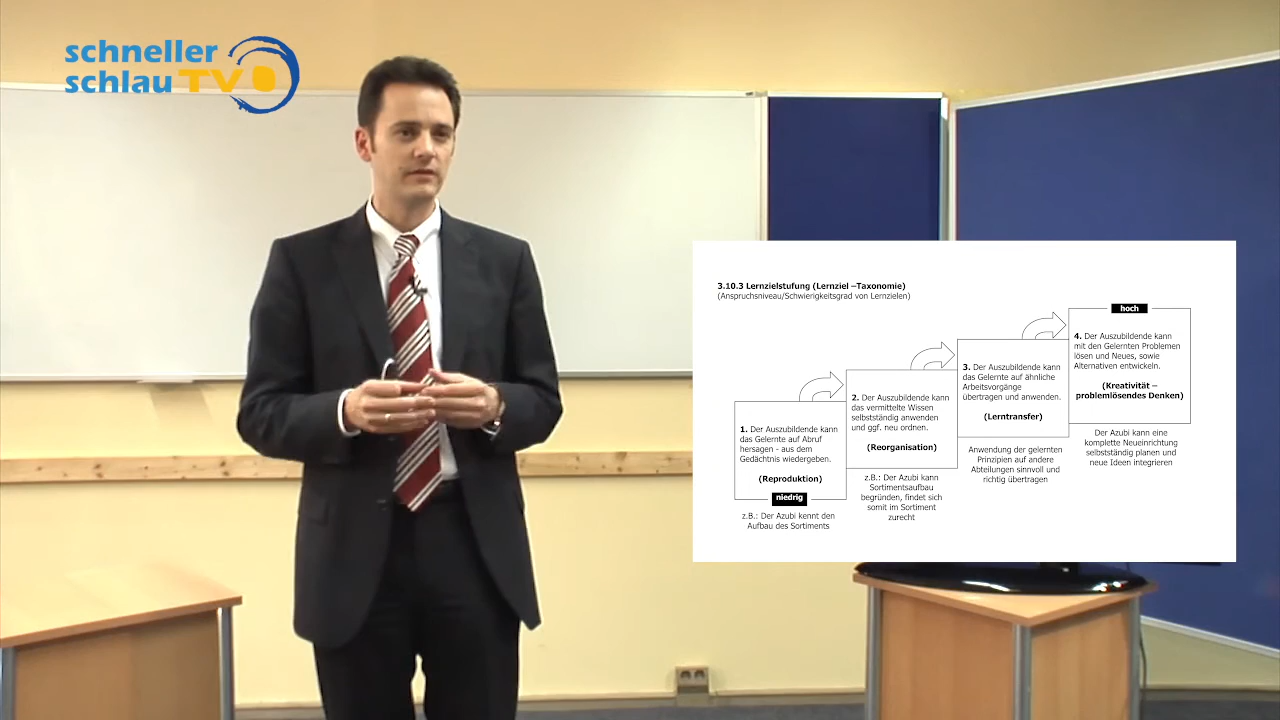 schneller
schlau TV
3.10.3 Lernzielstufung (Lernziel –Taxonomie)
(Anspruchsniveau/Schwierigkeitsgrad von Lernzielen)
1. Der Auszubildende kann
das Gelernte auf Abruf
hersagen - aus dem
Gedächtnis wiedergeben.
(Reproduktion)
niedrig
z.B.: Der Azubi kennt den
Aufbau des Sortiments
2. Der Auszubildende kann
das vermittelte Wissen
selbstständig anwenden
und ggf. neu ordnen.
(Reorganisation)
z.B.: Der Azubi kann
Sortimentsaufbau
begründen, findet sich
somit im Sortiment
zurecht
3. Der Auszubildende kann
das Gelernte auf ähnliche
Arbeitsvorgänge
übertragen und anwenden.
(Lerntransfer)
Anwendung der gelernten
Prinzipien auf andere
Abteilungen sinnvoll und
richtig übertragen
hoch
4. Der Auszubildende kann
mit den Gelernten Problemen
lösen und Neues, sowie
Alternativen entwickeln.
(Kreativität –
problemlösendes Denken)
Der Azubi kann eine
komplette Neueinrichtung
selbstständig planen und
neue Ideen integrieren